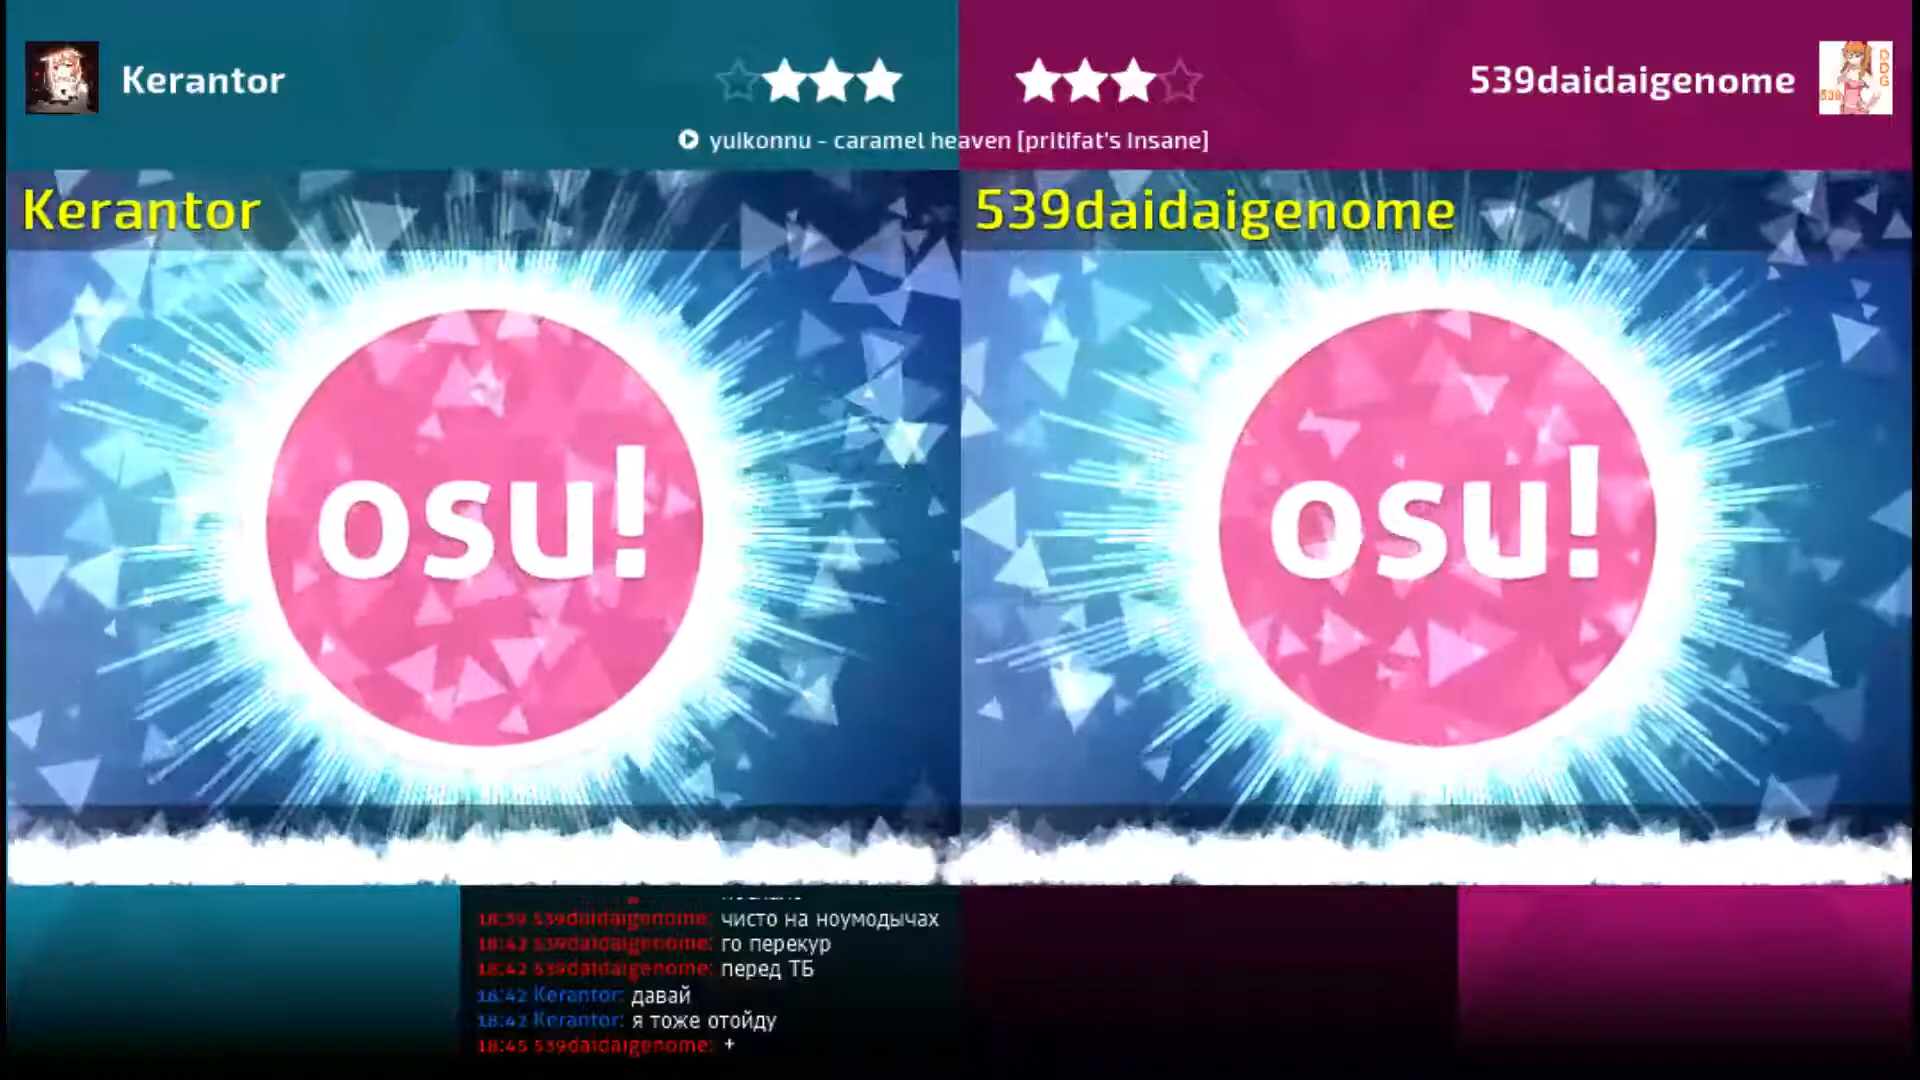 Kerantor
539daidaigenome
yuikonnu - caramel heaven [pritifat's Insane]
Kerantor
539daidaigenome
osu!
osu!
18:39 539daidaigenome: чисто на ноумодычах
18:42 539daidaigenome: го перекур
18:42 539daidaigenome: перед ТБ
18:42 Kerantor: давай
18:42 Kerantor: я тоже отойду
18:45 539daidaigenome: +
DDG
539